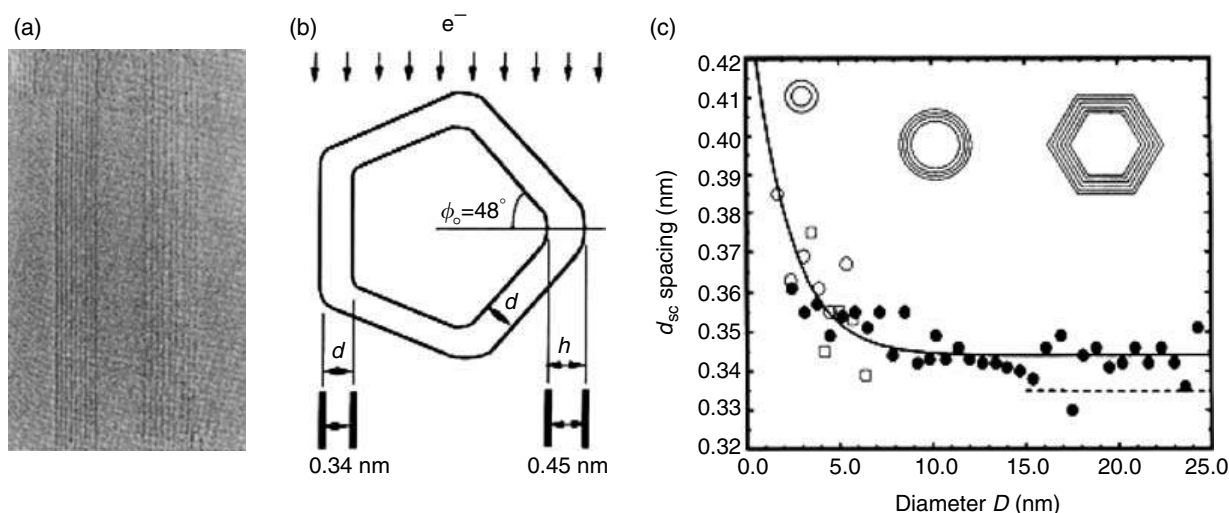 (a)
(b)
e¯
ϕo=48°
d
d
h
0.34 nm
0.45 nm
(c)
dsc spacing (nm)
0.42
0.41
0.40
0.39
0.38
0.37
0.36
0.35
0.34
0.33
0.32
0.0
5.0
10.0
15.0
20.0
25.0
Diameter D (nm)